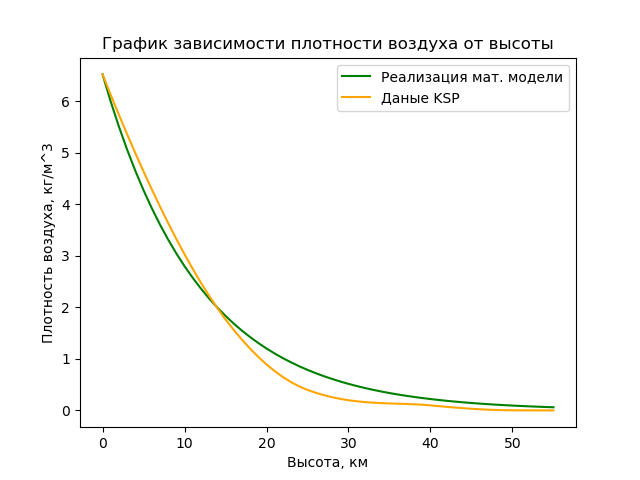 График зависимости плотности воздуха от высоты
Реализация мат. модели
Даные KSP
Плотность воздуха, кг/м^3
6
5
4
3
2
1
0
0 10 20 30 40 50
Высота, км